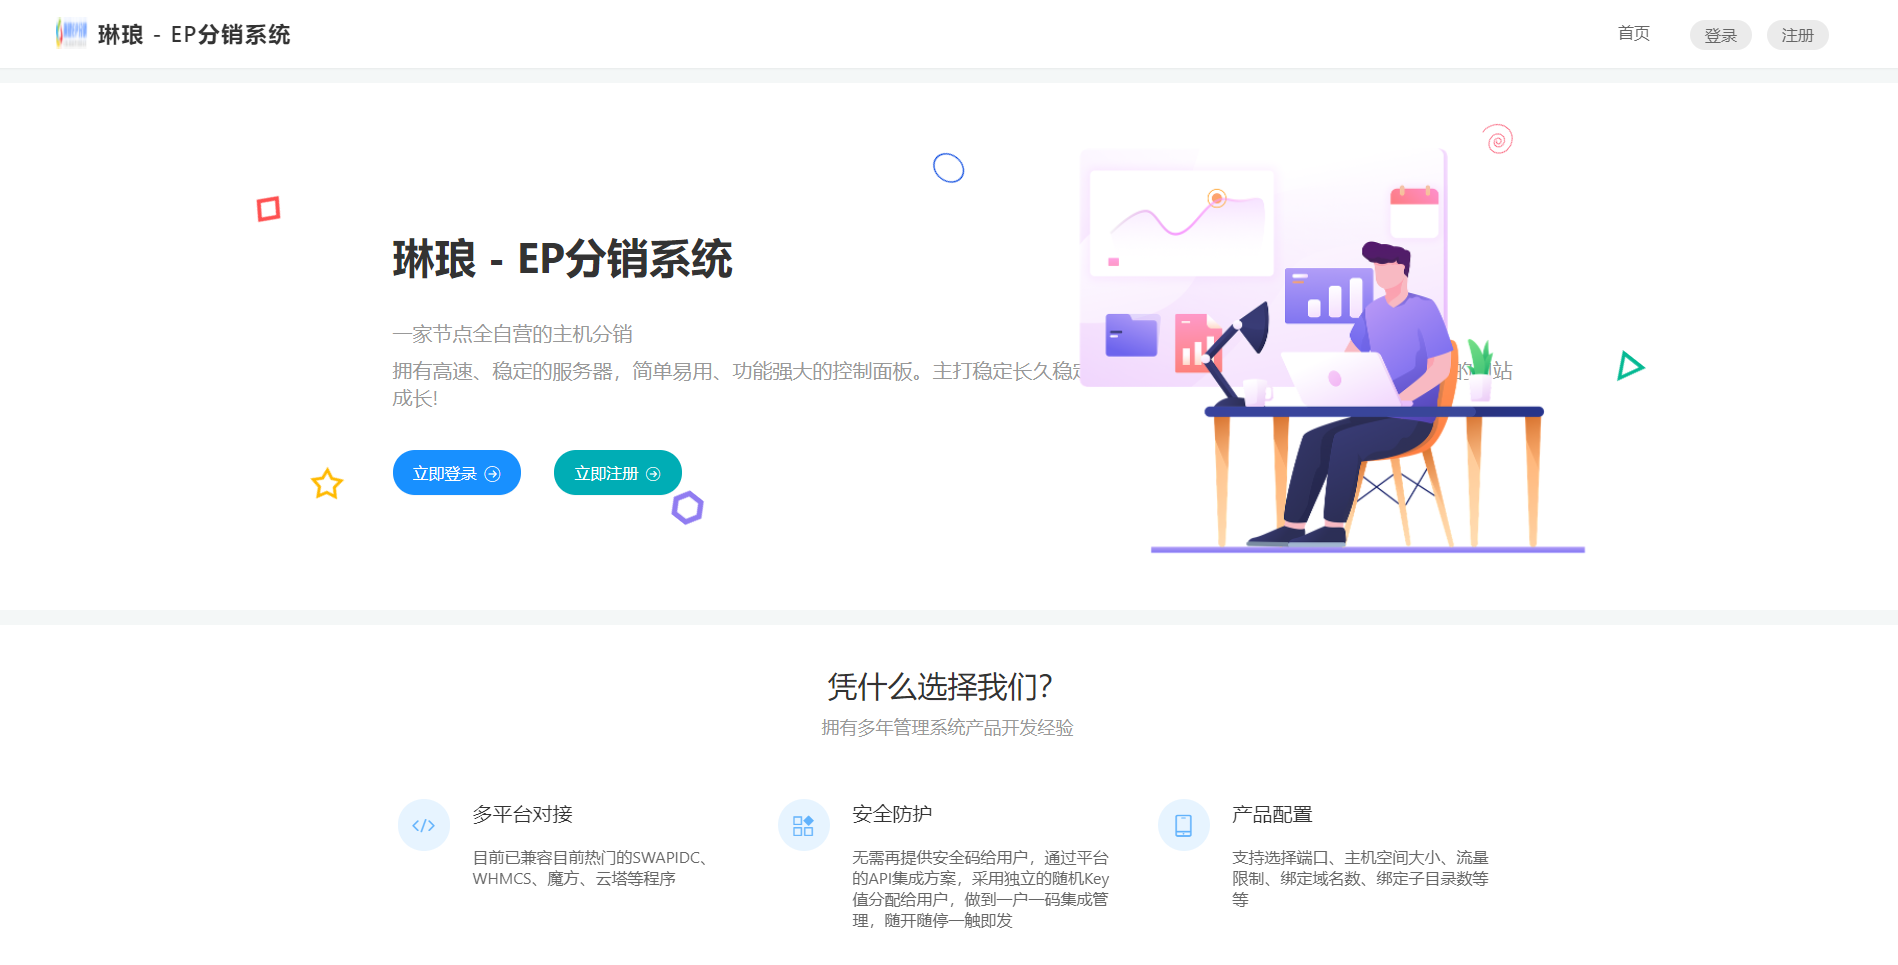 琳琅 - EP分销系统
首页
登录
注册
琳琅 - EP分销系统
一家节点全自营的主机分销
拥有高速、稳定的服务器，简单易用、功能强大的控制面板。主打稳定长久稳定
的 站
成长!
立即登录
立即注册
凭什么选择我们?
拥有多年管理系统产品开发经验
多平台对接
目前已兼容目前热门的SWAPIDC、
WHMCS、魔方、云塔等程序
安全防护
无需再提供安全码给用户，通过平台
的API集成方案，采用独立的随机Key
值分配给用户，做到一户一码集成管
理，随开随停一触即发
产品配置
支持选择端口、主机空间大小、流量
限制、绑定域名数、绑定子目录数等
等